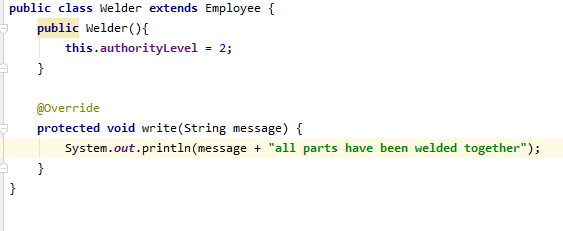 public class Welder extends Employee {
    public Welder(){
        this.authorityLevel = 2;
    }
    @Override
    protected void write(String message) {
        System.out.println(message + "all parts have been welded together");
    }
}